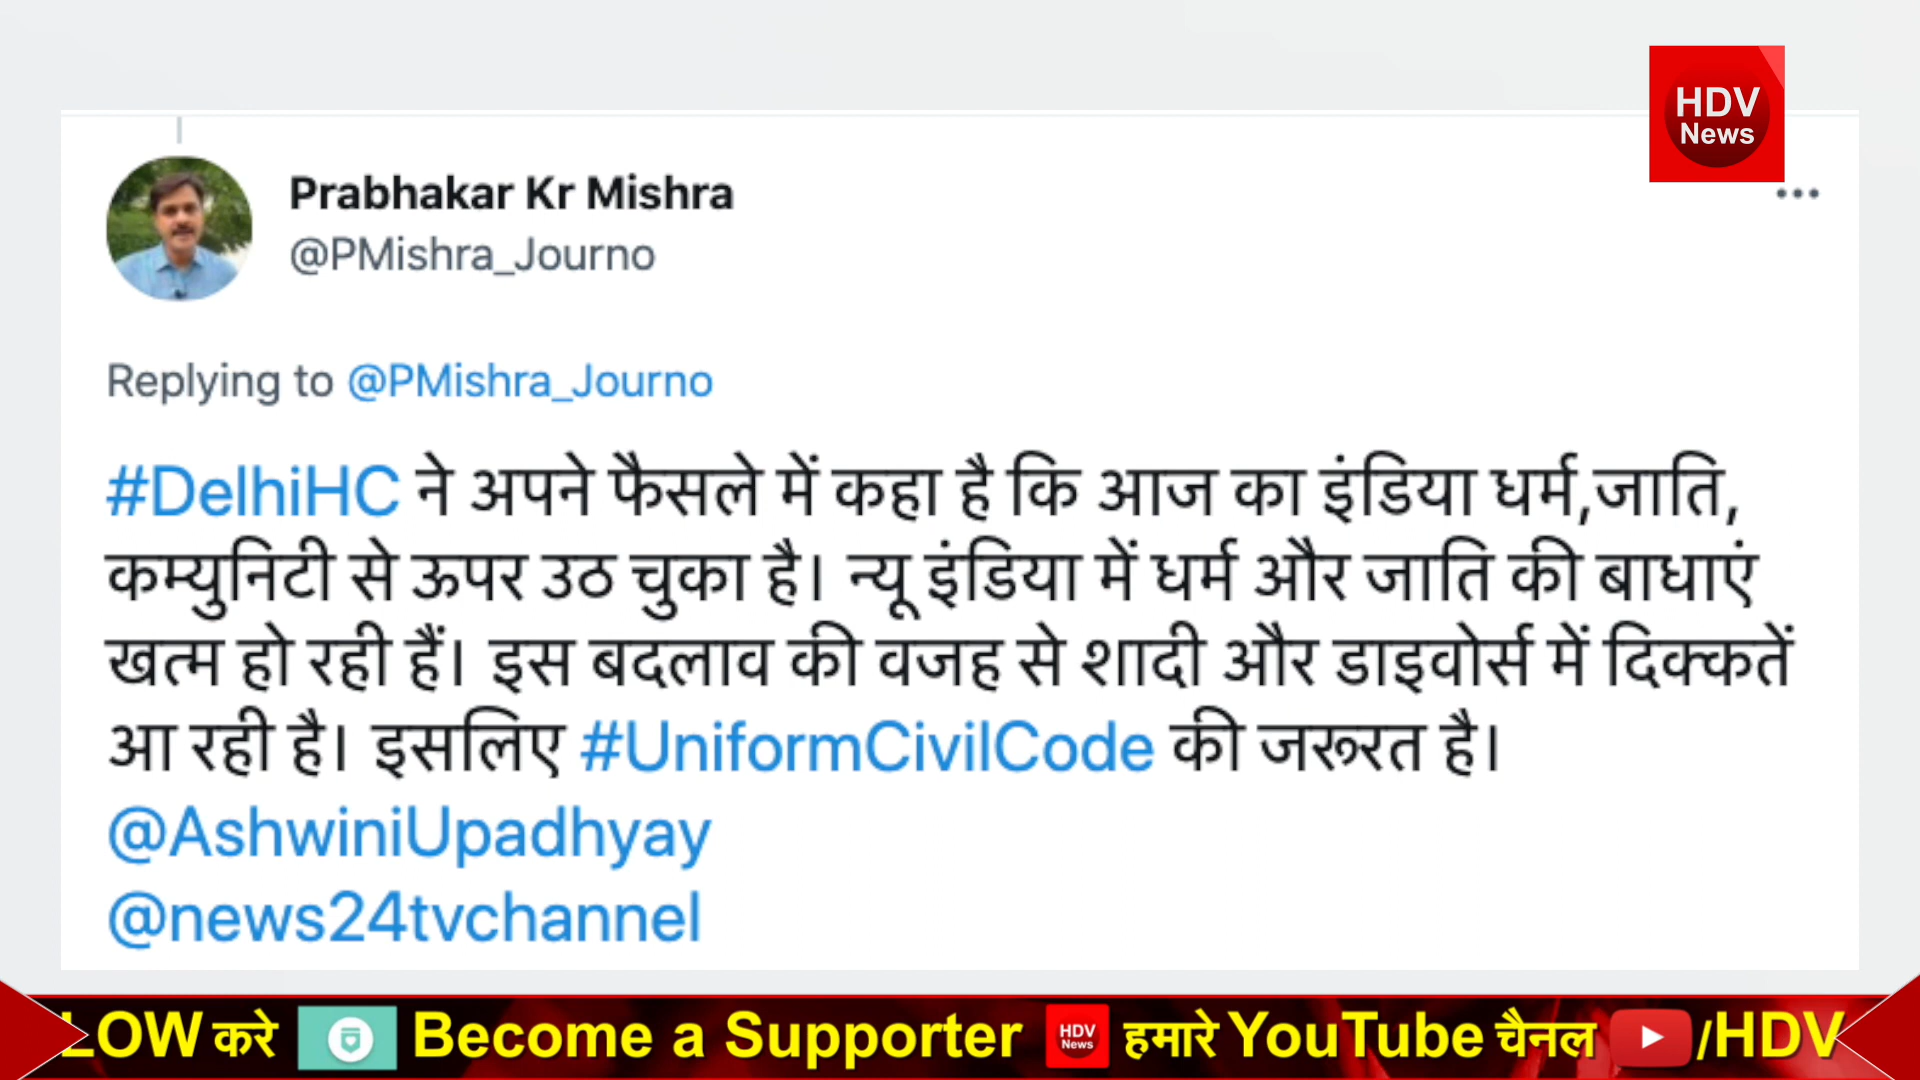 HDV
News
Prabhakar Kr Mishra
@PMishra_Journo
Replying to @PMishra_Journo
#DelhiHC ने अपने फैसले में कहा है कि आज का इंडिया धर्म,जाति,
कम्युनिटी से ऊपर उठ चुका है। न्यू इंडिया में धर्म और जाति की बाधाएं
खत्म हो रही हैं। इस बदलाव की वजह से शादी और डाइवोर्स में दिक्कतें
आ रही है। इसलिए #UniformCivilCode की जरूरत है।
@AshwiniUpadhyay
@news24tvchannel
LOW करे Become a Supporter HDV News हमारे YouTube चैनल /HDV